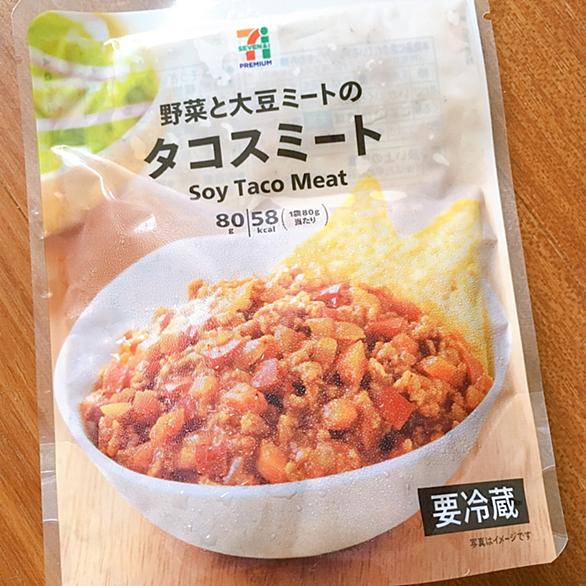 SEVEN&i
PREMIUM
野菜と大豆ミートの
タコスミート
Soy Taco Meat
80g 58kcal (1袋80g当たり)
要冷蔵
写真はイメージです